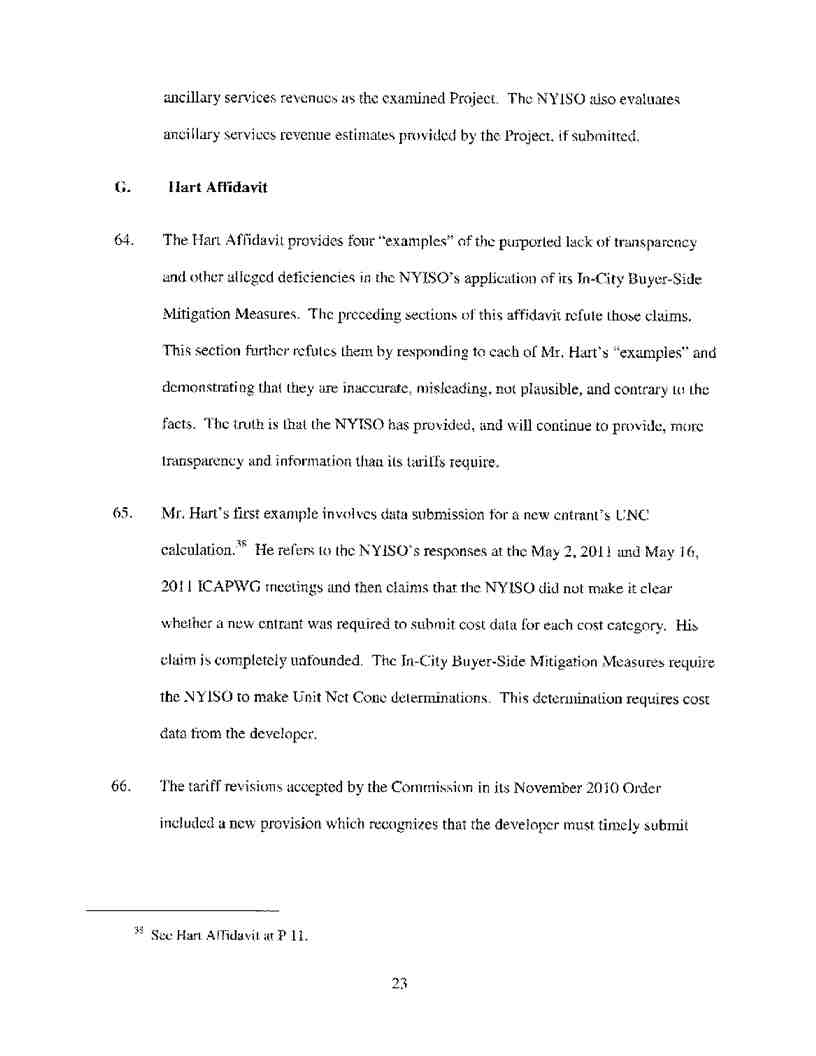 ancillary services revenues as the examined Project. The NYISO also evaluates
ancillary services revenue estimates provided by the Project, if submitted.
G. Hart Affidavit
64. The Hart Affidavit provides four "examples" of the purported lack of transparency
and other alleged deficiencies in the NYISO's application of its In-City Buyer-Side
Mitigation Measures. The preceding sections of this affidavit refute those claims.
This section further refutes them by responding to each of Mr. Hart's "examples" and
demonstrating that they are inaccurate, misleading, not plausible, and contrary to the
facts. The truth is that the NYISO has provided, and will continue to provide, more
transparency and information than its tariffs require.
65. Mr. Hart's first example involves data submission for a new entrant's UNC
calculation.38 He refers to the NYISO's responses at the May 2, 2011 and May 16,
2011 ICAPWG meetings and then claims that the NYISO did not make it clear
whether a new entrant was required to submit cost data for each cost category. His
claim is completely unfounded. The In-City Buyer-Side Mitigation Measures require
the NYISO to make Unit Net Cone determinations. This determination requires cost
data from the developer.
66. The tariff revisions accepted by the Commission in its November 2010 Order
included a new provision which recognizes that the developer must timely submit
38 See Hart Affidavit at P 11.
23